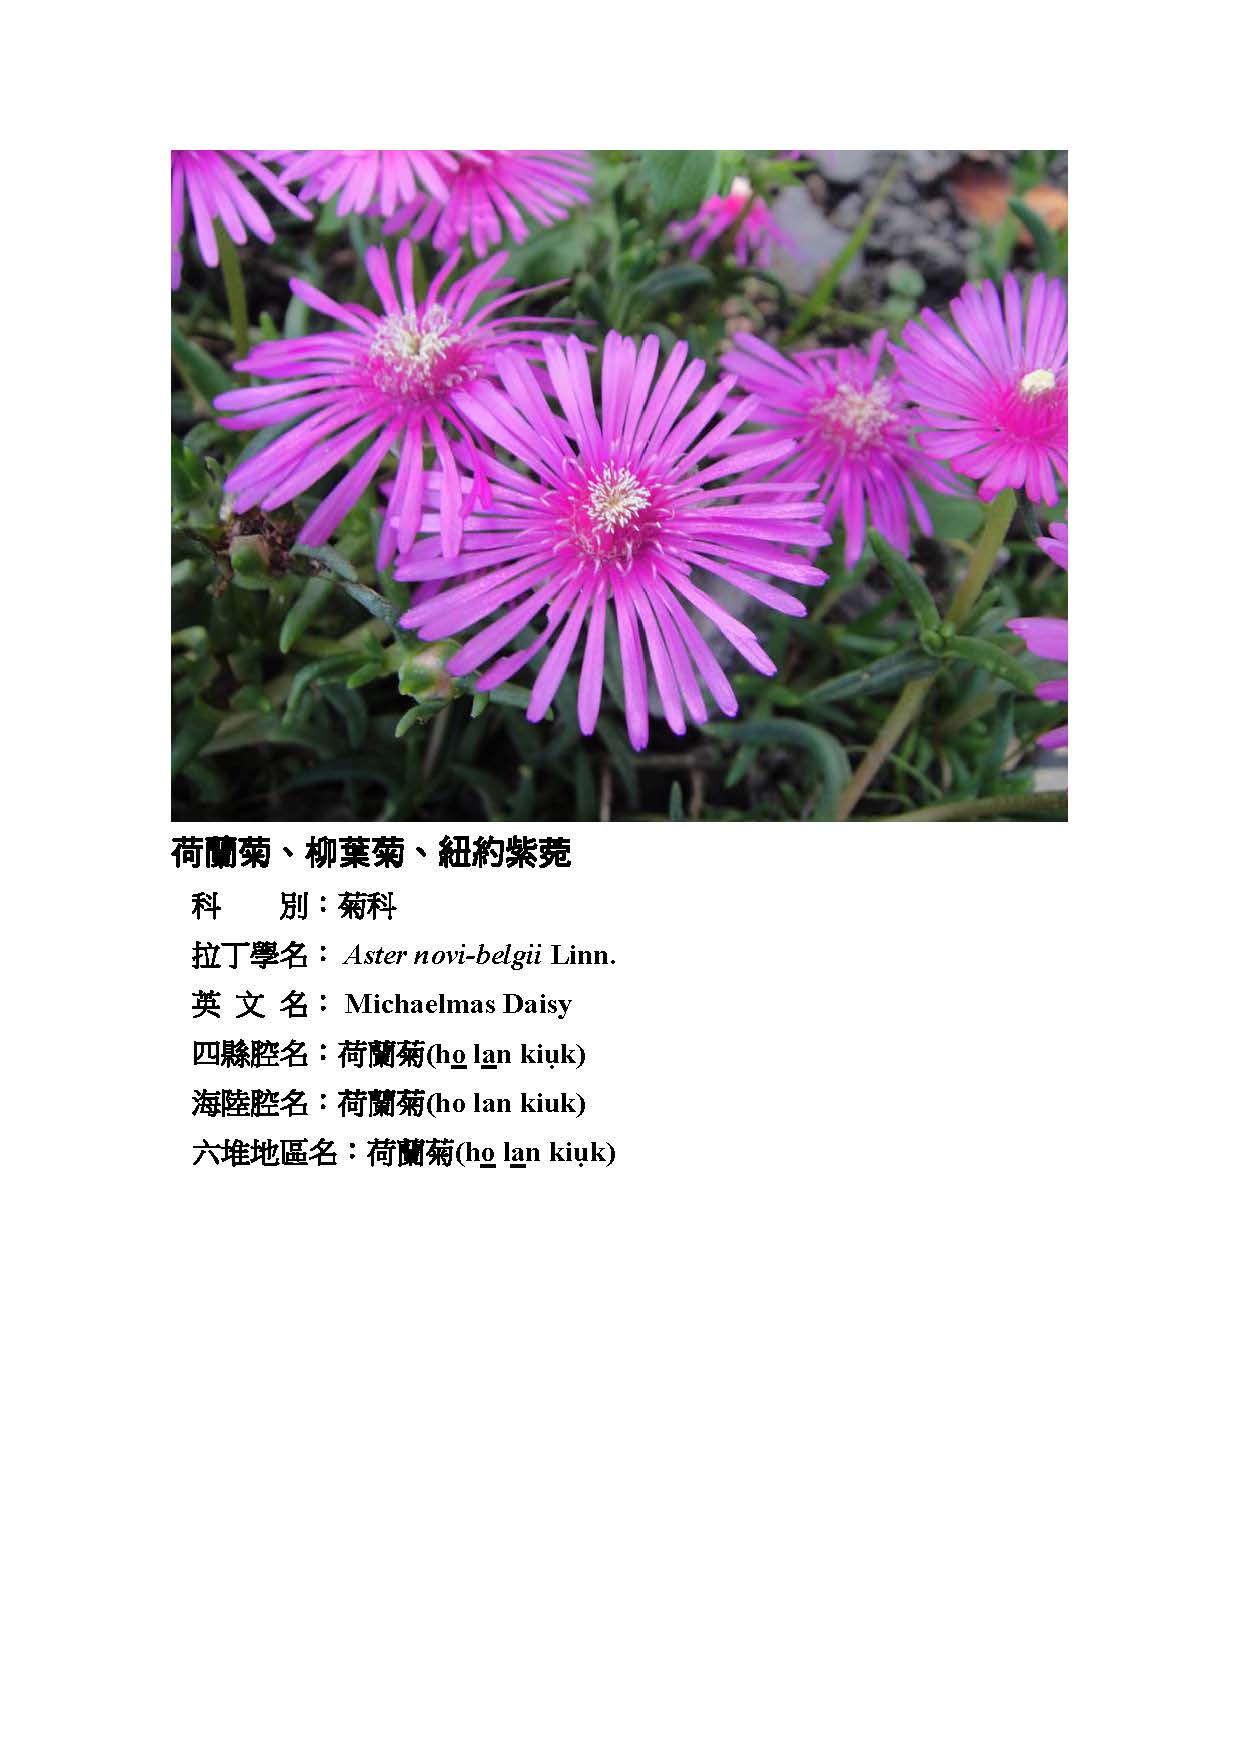 荷蘭菊、柳葉菊、紐約紫菀
科　　別：菊科
拉丁學名： Aster novi-belgii Linn.
英 文 名： Michaelmas Daisy
四縣腔名：荷蘭菊(ho̲ la̲n kiụk)
海陸腔名：荷蘭菊(ho lan kiuk)
六堆地區名：荷蘭菊(ho̲ la̲n kiụk)